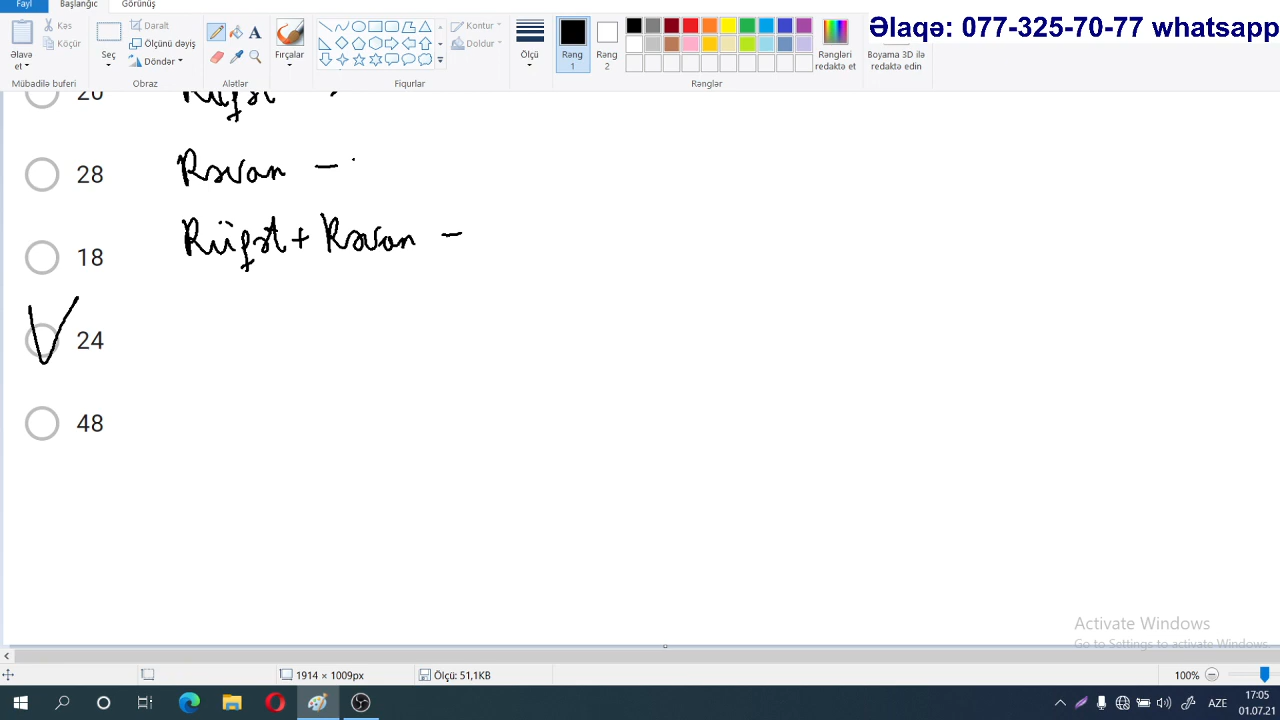 Fayl Başlanğıc Görünüş
Əlaqə: 077-325-70-77 whatsapp
Əlavə et
Kəs
Köçür
Mübadilə buferi
Seç
Daralt
Ölçünü dəyiş
Döndər
Obraz
A
Alətlər
Fırçalar
Kontur
Doldur
Fiqurlar
Ölçü
Rəng 1
Rəng 2
Rəngləri redaktə et
Rənglər
Boyama 3D ilə redaktə edin
20 Rüfət -
28 Rəvan -
Rüfət + Rəvan -
18
24
48
Activate Windows
Go to Settings to activate Windows.
1914 × 1009px
Ölçü: 51,1KB
100%
AZE
17:05
01.07.21